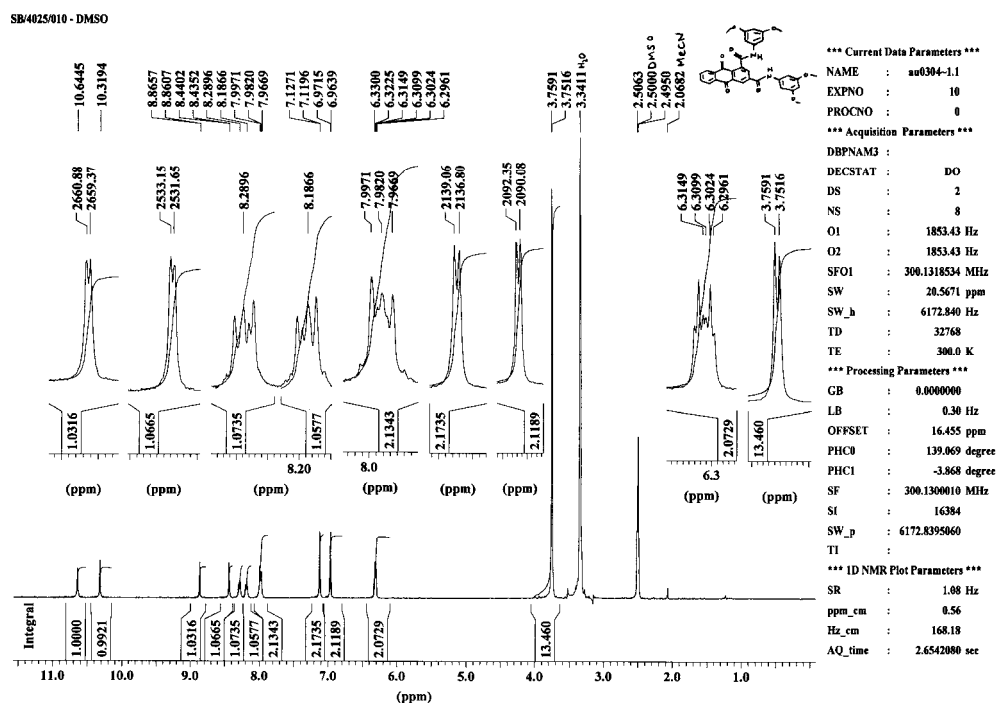 SB/4025/010 - DMSO
10.6445
10.3194
8.8657
8.8607
8.4402
8.4352
8.2896
8.1866
7.9971
7.9820
7.9669
7.1271
7.1196
6.9715
6.9639
6.3300
6.3225
6.3149
6.3099
6.3024
6.2961
3.7591
3.7516
3.3411 H2O
2.5063
2.5000 DMSO
2.4950
2.0682 MeCN
2660.88
2659.37
2533.15
2531.65
8.2896
8.1866
7.9971
7.9820
7.9669
2139.06
2136.80
2092.35
2090.08
6.3149
6.3099
6.3024
6.2961
3.7591
3.7516
1.0316
1.0665
1.0735
1.0577
2.1343
2.1735
2.1189
2.0729
13.460
8.20
8.0
6.3
(ppm)
(ppm)
(ppm)
(ppm)
(ppm)
(ppm)
(ppm)
(ppm)
Integral
1.0000
0.9921
1.0316
1.0665
1.0735
1.0577
2.1343
2.1735
2.1189
2.0729
13.460
11.0 10.0 9.0 8.0 7.0 6.0 5.0 4.0 3.0 2.0 1.0
(ppm)
*** Current Data Parameters ***
NAME : au0304~1.1
EXPNO : 10
PROCNO : 0
*** Acquisition Parameters ***
DBPNAM3 :
DECSTAT : DO
DS : 2
NS : 8
O1 : 1853.43 Hz
O2 : 1853.43 Hz
SFO1 : 300.1318534 MHz
SW : 20.5671 ppm
SW_h : 6172.840 Hz
TD : 32768
TE : 300.0 K
*** Processing Parameters ***
GB : 0.0000000
LB : 0.30 Hz
OFFSET : 16.455 ppm
PHC0 : 139.069 degree
PHC1 : -3.868 degree
SF : 300.1300010 MHz
SI : 16384
SW_p : 6172.8395060
TI :
*** 1D NMR Plot Parameters ***
SR : 1.08 Hz
ppm_cm : 0.56
Hz_cm : 168.18
AQ_time : 2.6542080 sec